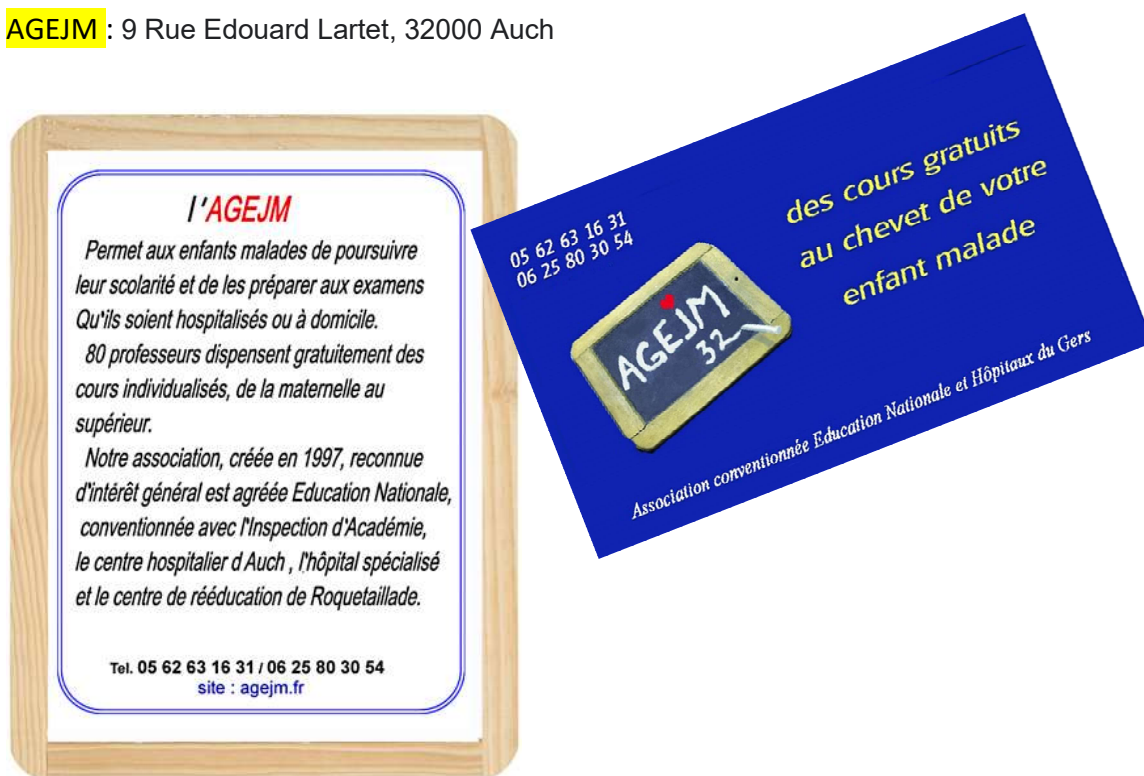 AGEJM : 9 Rue Edouard Lartet, 32000 Auch
l'AGEJM
Permet aux enfants malades de poursuivre
leur scolarité et de les préparer aux examens
Qu'ils soient hospitalisés ou à domicile.
80 professeurs dispensent gratuitement des
cours individualisés, de la maternelle au
supérieur.
Notre association, créée en 1997, reconnue
d'intérêt général est agréée Education Nationale,
conventionnée avec l'Inspection d'Académie,
le centre hospitalier d Auch , l'hôpital spécialisé
et le centre de rééducation de Roquetaillade.
Tel. 05 62 63 16 31 / 06 25 80 30 54
site : agejm.fr
05 62 63 16 31
06 25 80 30 54
des cours gratuits
au chevet de votre
enfant malade
AGEJM
32
Association conventionnée Education Nationale et Hôpitaux du Gers